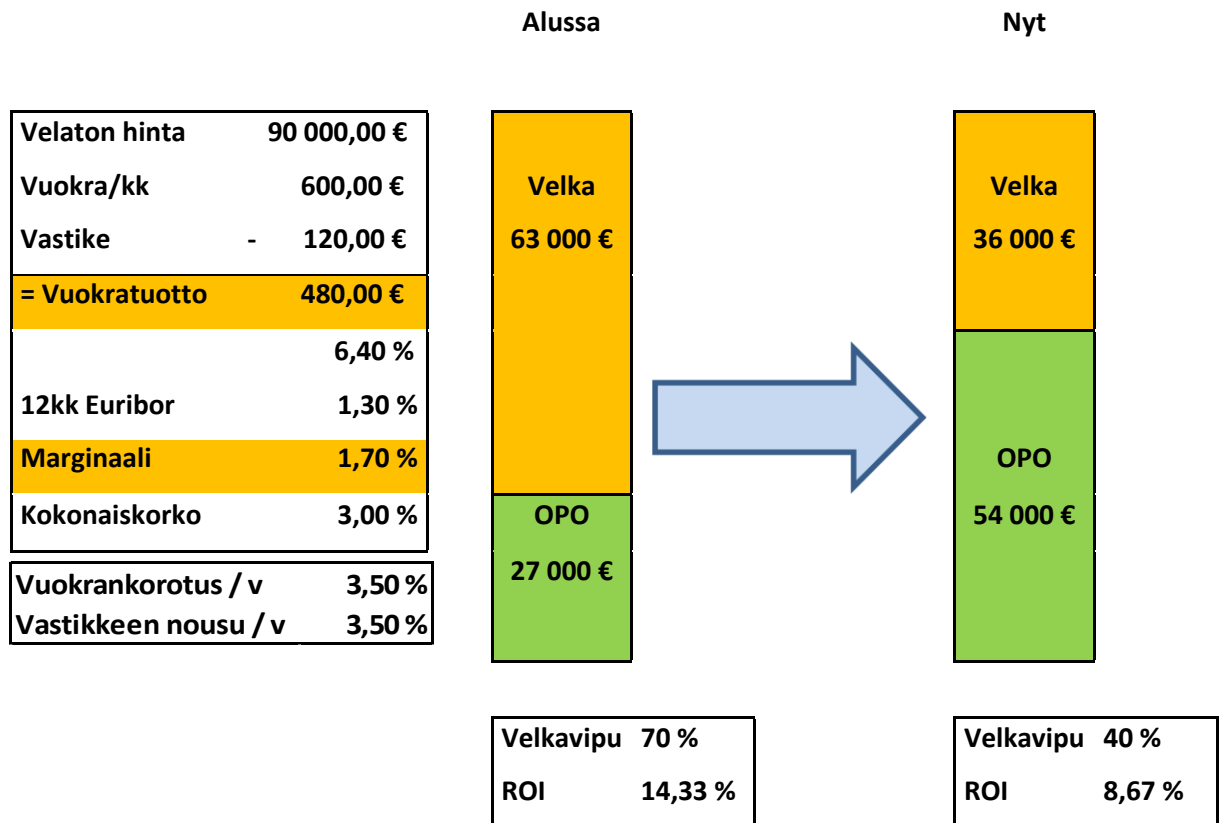 Alussa
Nyt
Velaton hinta 90 000,00 €
Vuokra/kk 600,00 €
Vastike - 120,00 €
= Vuokratuotto 480,00 €
6,40 %
12kk Euribor 1,30 %
Marginaali 1,70 %
Kokonaiskorko 3,00 %
Vuokrankorotus / v 3,50 %
Vastikkeen nousu / v 3,50 %
Velka
63 000 €
OPO
27 000 €
Velka
36 000 €
OPO
54 000 €
Velkavipu 70 %
ROI 14,33 %
Velkavipu 40 %
ROI 8,67 %